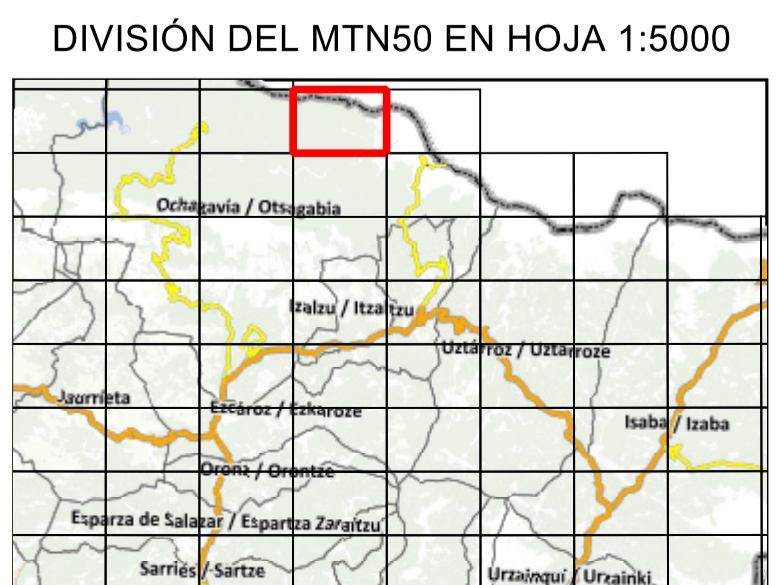 DIVISIÓN DEL MTN50 EN HOJA 1:5000
Ochagavía / Otsagabia
Izalzu / Itzaltzu
Uztárroz / Uztarroze
Jaurrieta
Ezcároz / Ezkaroze
Isaba / Izaba
Oronz / Orontze
Esparza de Salazar / Espartza Zaraitzu
Sarriés / Sartze
Urzainqui / Urzainki